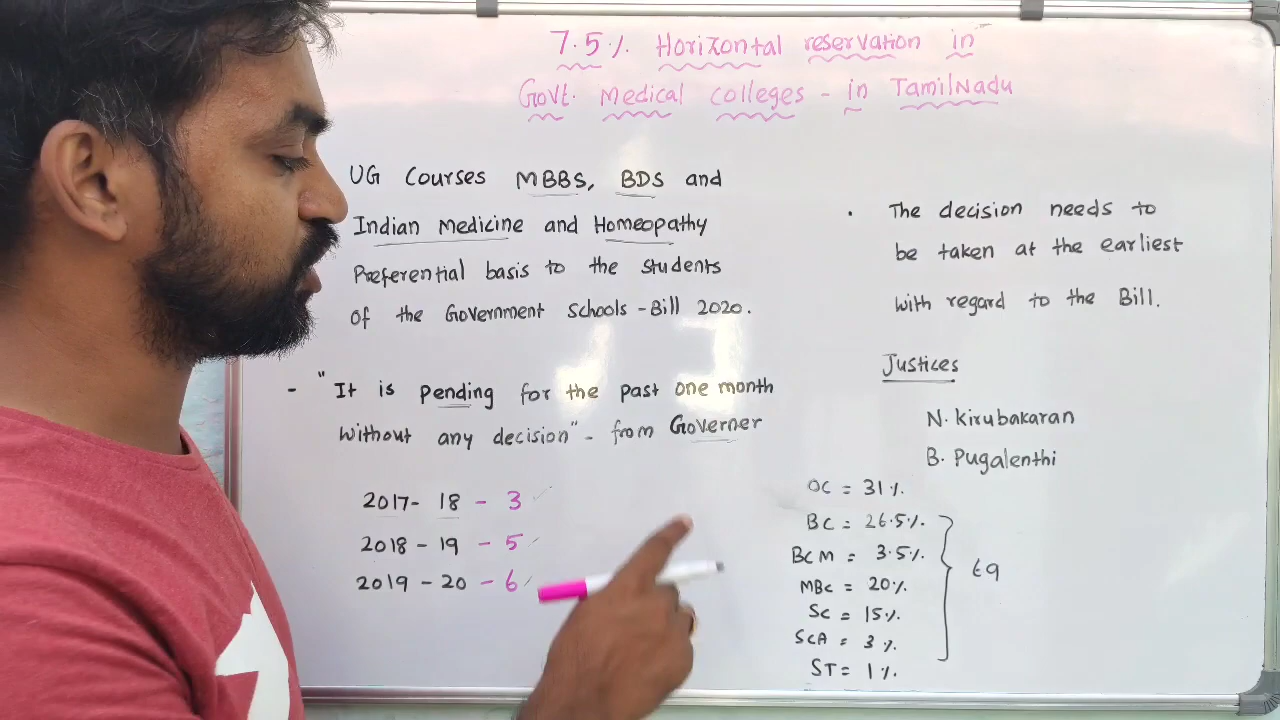 7.5% Horizontal reservation in
Govt. Medical colleges - in TamilNadu
UG Courses MBBS, BDS and
Indian Medicine and Homeopathy
Preferential basis to the students
of the Government Schools - Bill 2020.
- "It is pending for the past one month
without any decision" - from Governer
2017 - 18 - 3
2018 - 19 - 5
2019 - 20 - 6
. The decision needs to
be taken at the earliest
with regard to the Bill.
Justices
N. Kirubakaran
B. Pugalenthi
OC = 31%.
BC = 26.5%.
BCM = 3.5%.
MBC = 20%.
SC = 15%.
SCA = 3%.
ST = 1%.
69